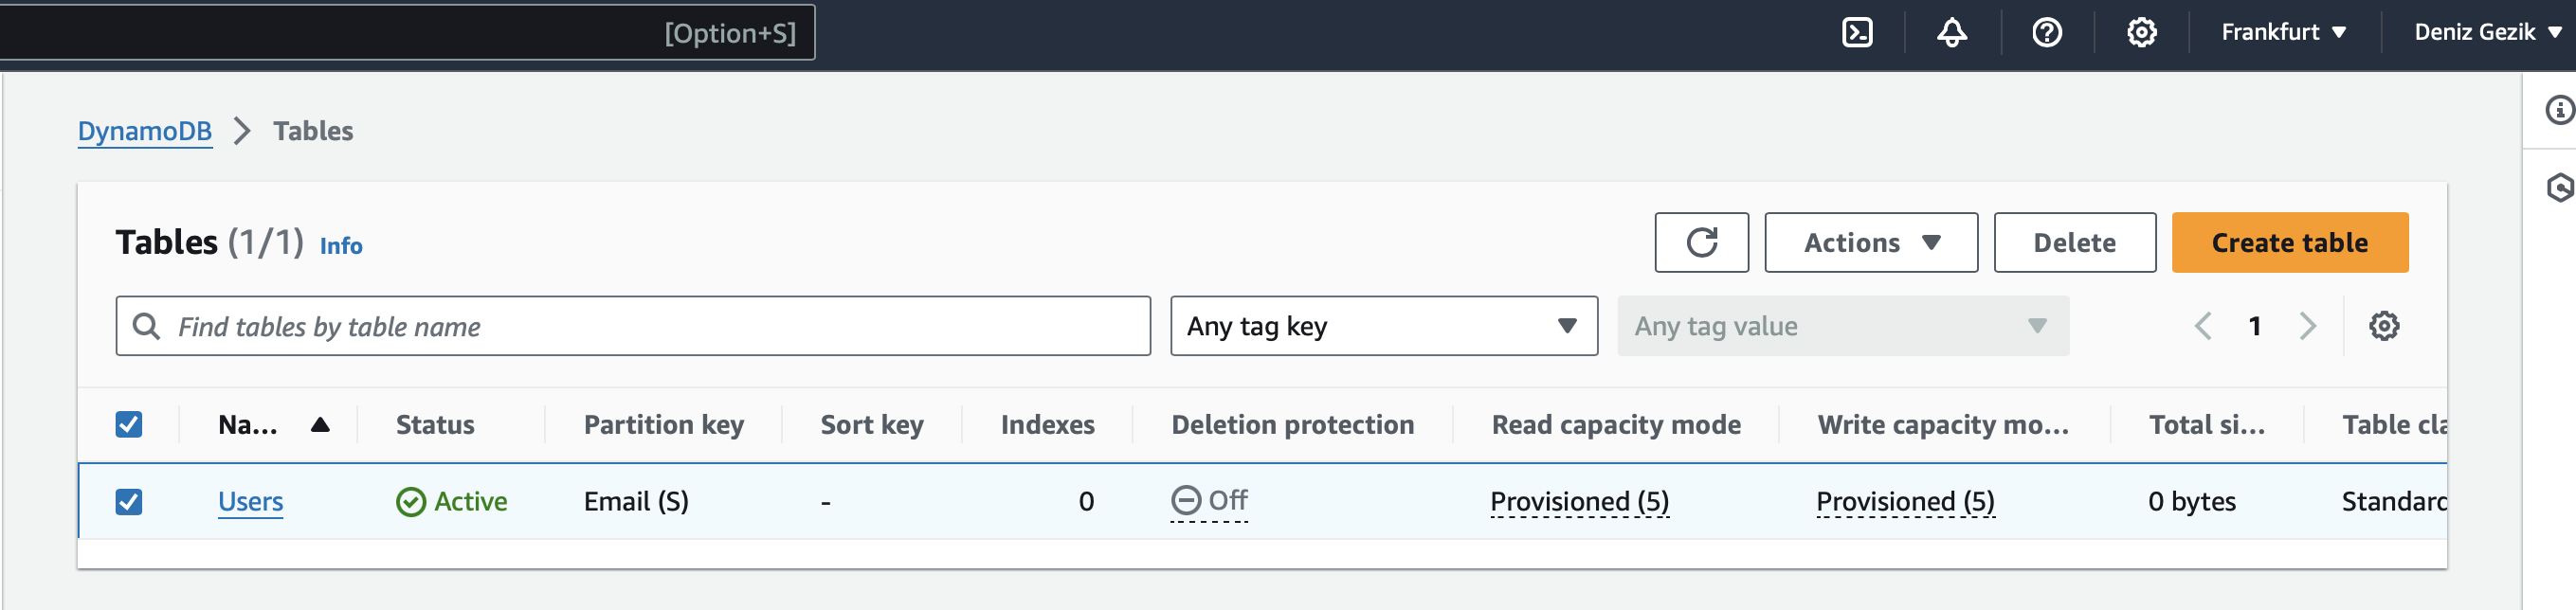 [Option+S]
Frankfurt
Deniz Gezik
DynamoDB
Tables
Tables (1/1) Info
Actions
Delete
Create table
Find tables by table name
Any tag key
Any tag value
1
Na... Status Partition key Sort key Indexes Deletion protection Read capacity mode Write capacity mo... Total si... Table cla
Users Active Email (S) - 0 Off Provisioned (5) Provisioned (5) 0 bytes Standard